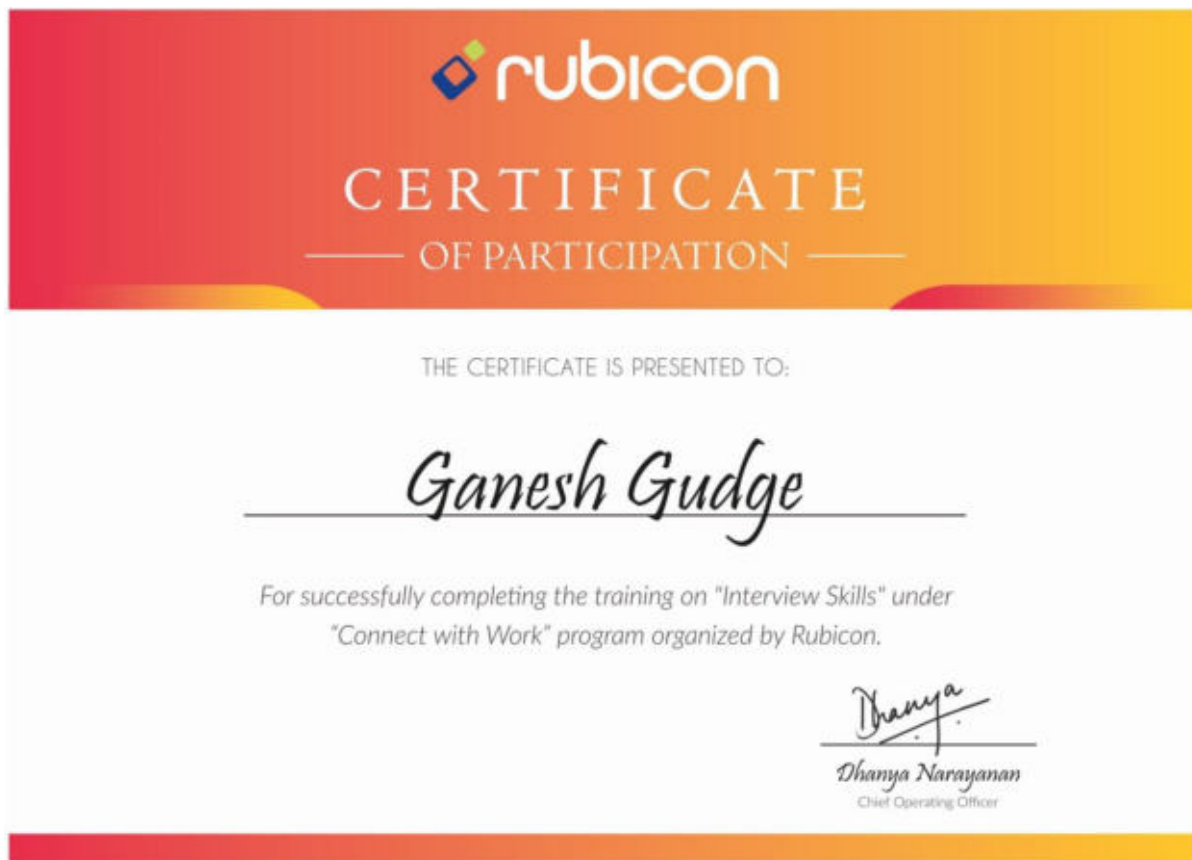 rubicon
CERTIFICATE
OF PARTICIPATION
THE CERTIFICATE IS PRESENTED TO:
Ganesh Gudge
For successfully completing the training on "Interview Skills" under
"Connect with Work" program organized by Rubicon.
Dhanya
Dhanya Narayanan
Chief Operating Officer